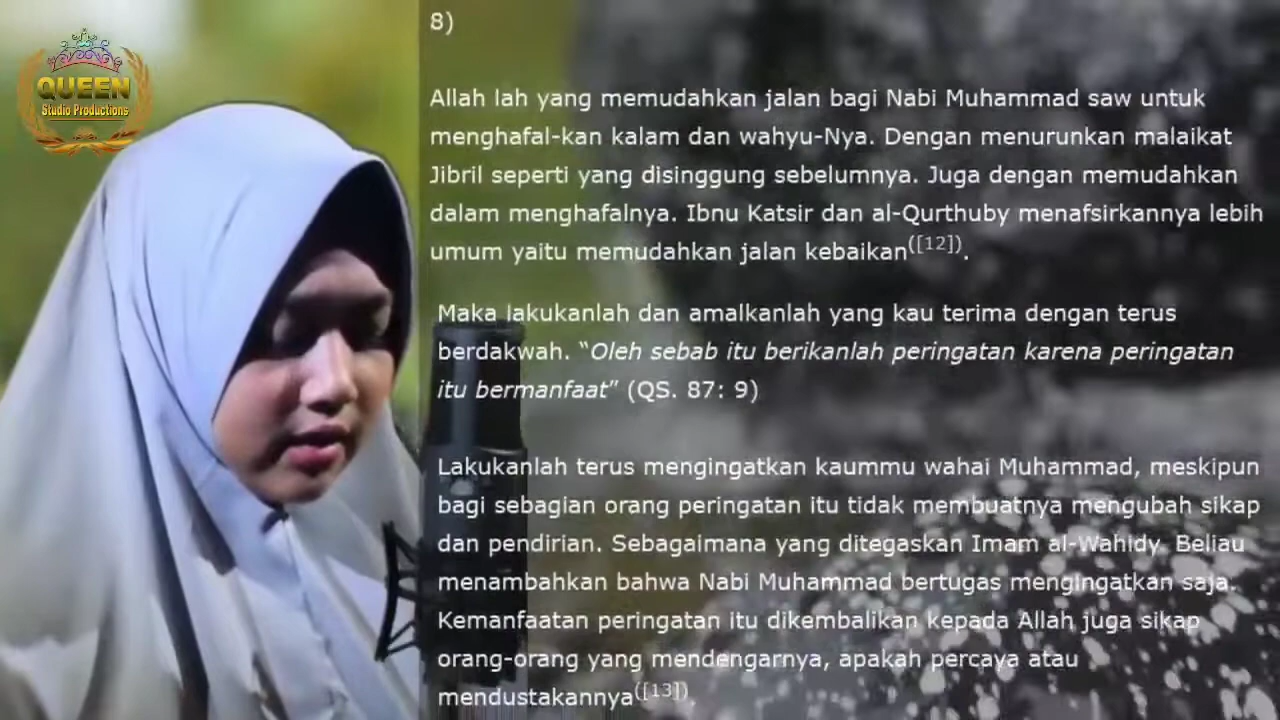 QUEEN
Studio Productions
8)
Allah lah yang memudahkan jalan bagi Nabi Muhammad saw untuk
menghafal-kan kalam dan wahyu-Nya. Dengan menurunkan malaikat
Jibril seperti yang disinggung sebelumnya. Juga dengan memudahkan
dalam menghafalnya. Ibnu Katsir dan al-Qurthuby menafsirkannya lebih
umum yaitu memudahkan jalan kebaikan([12]).
Maka lakukanlah dan amalkanlah yang kau terima dengan terus
berdakwah. “Oleh sebab itu berikanlah peringatan karena peringatan
itu bermanfaat” (QS. 87: 9)
Lakukanlah terus mengingatkan kaummu wahai Muhammad, meskipun
bagi sebagian orang peringatan itu tidak membuatnya mengubah sikap
dan pendirian. Sebagaimana yang ditegaskan Imam al-Wahidy. Beliau
menambahkan bahwa Nabi Muhammad bertugas mengingatkan saja.
Kemanfaatan peringatan itu dikembalikan kepada Allah juga sikap
orang-orang yang mendengarnya, apakah percaya atau
mendustakannya([13]).